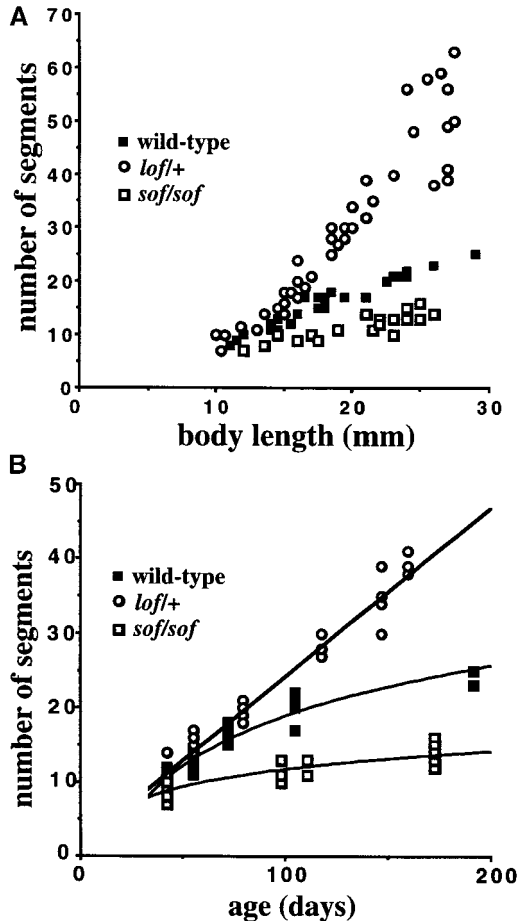 A
70
60
50
40
30
20
10
0
number of segments
wild-type
lof/+
sof/sof
0 10 20 30
body length (mm)
B
50
40
30
20
10
0
number of segments
wild-type
lof/+
sof/sof
0 100 200
age (days)